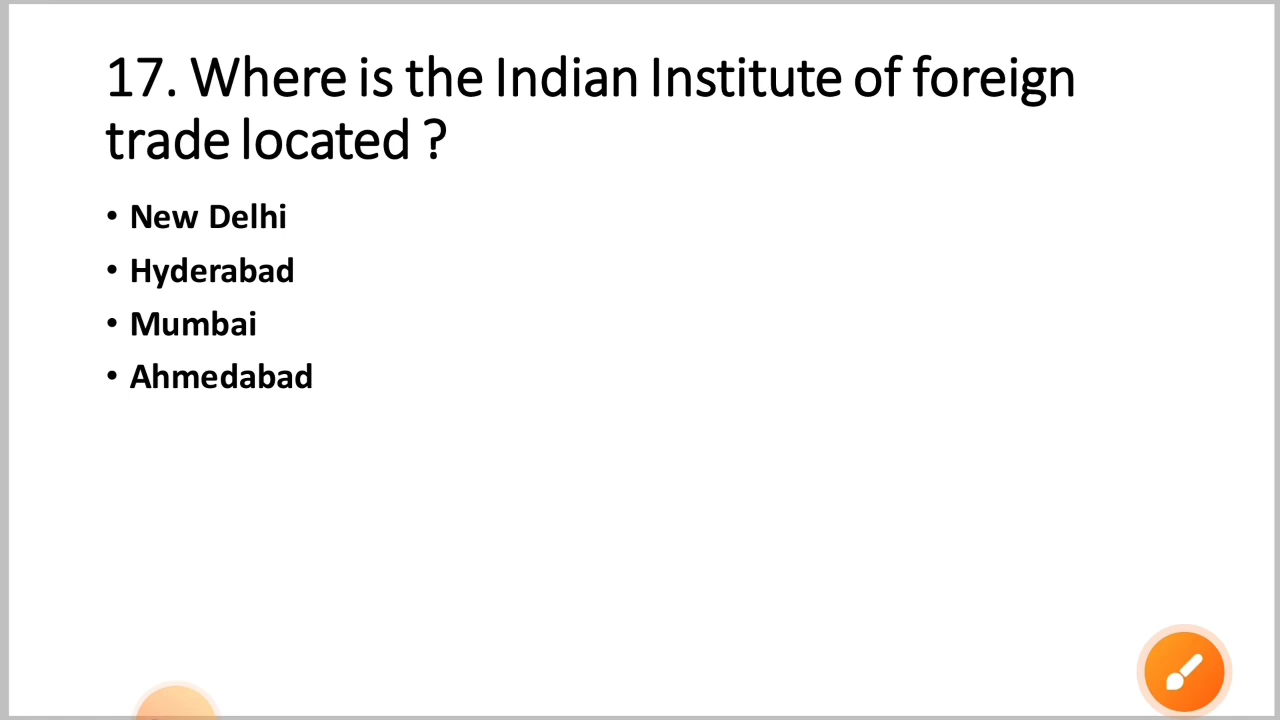 17. Where is the Indian Institute of foreign
trade located ?
• New Delhi
• Hyderabad
• Mumbai
• Ahmedabad